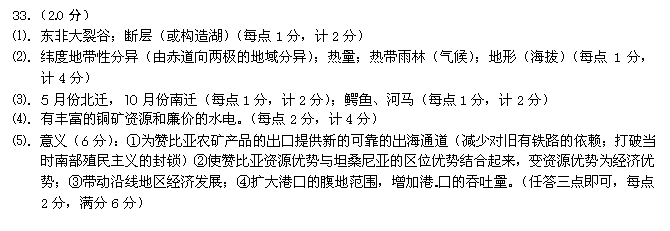 33.（20 分）
⑴．东非大裂谷；断层（或构造湖）（每点 1 分，计 2 分）
⑵．纬度地带性分异（由赤道向两极的地域分异）；热量；热带雨林（气候）；地形（海拔）（每点 1 分，
计 4 分）
⑶．5 月份北迁，10 月份南迁（每点 1 分，计 2 分）；鳄鱼、河马（每点 1 分，计 2 分）
⑷．有丰富的铜矿资源和廉价的水电。（每点 2 分，计 4 分）
⑸．意义（6 分）：①为赞比亚农矿产品的出口提供新的可靠的出海通道（减少对旧有铁路的依赖；打破当
时南部殖民主义的封锁）②使赞比亚资源优势与坦桑尼亚的区位优势结合起来，变资源优势为经济优
势；③带动沿线地区经济发展；④扩大港口的腹地范围，增加港口的吞吐量。（任答三点即可，每点
2 分，满分 6 分）